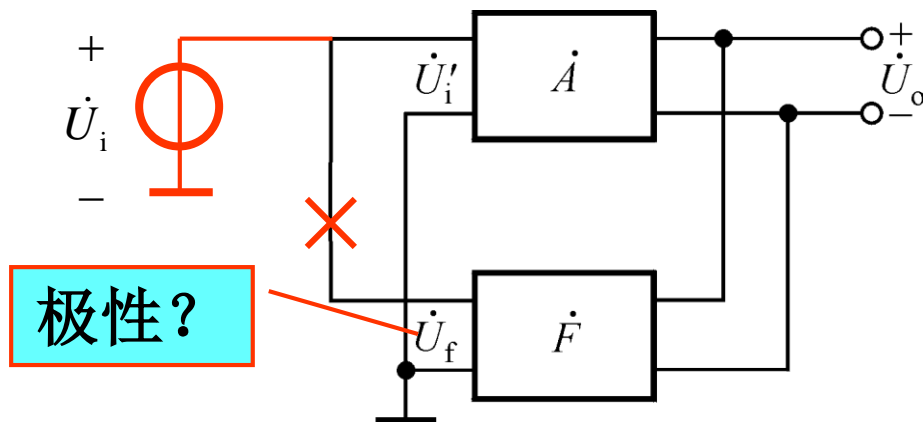 +
U̇i
−
U̇i′
Ȧ
+
U̇o
−
极性？
U̇f
Ḟ